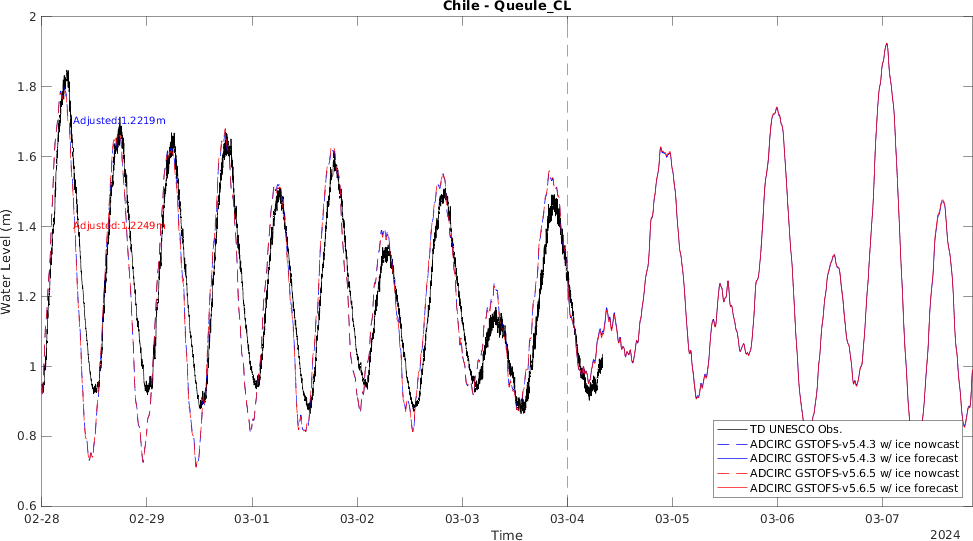 Chile - Queule_CL
2
1.8
1.6
1.4
1.2
1
0.8
0.6
Water Level (m)
Adjusted:1.2219m
Adjusted:1.2249m
TD UNESCO Obs.
ADCIRC GSTOFS-v5.4.3 w/ ice nowcast
ADCIRC GSTOFS-v5.4.3 w/ ice forecast
ADCIRC GSTOFS-v5.6.5 w/ ice nowcast
ADCIRC GSTOFS-v5.6.5 w/ ice forecast
02-28 02-29 03-01 03-02 03-03 03-04 03-05 03-06 03-07
Time
2024